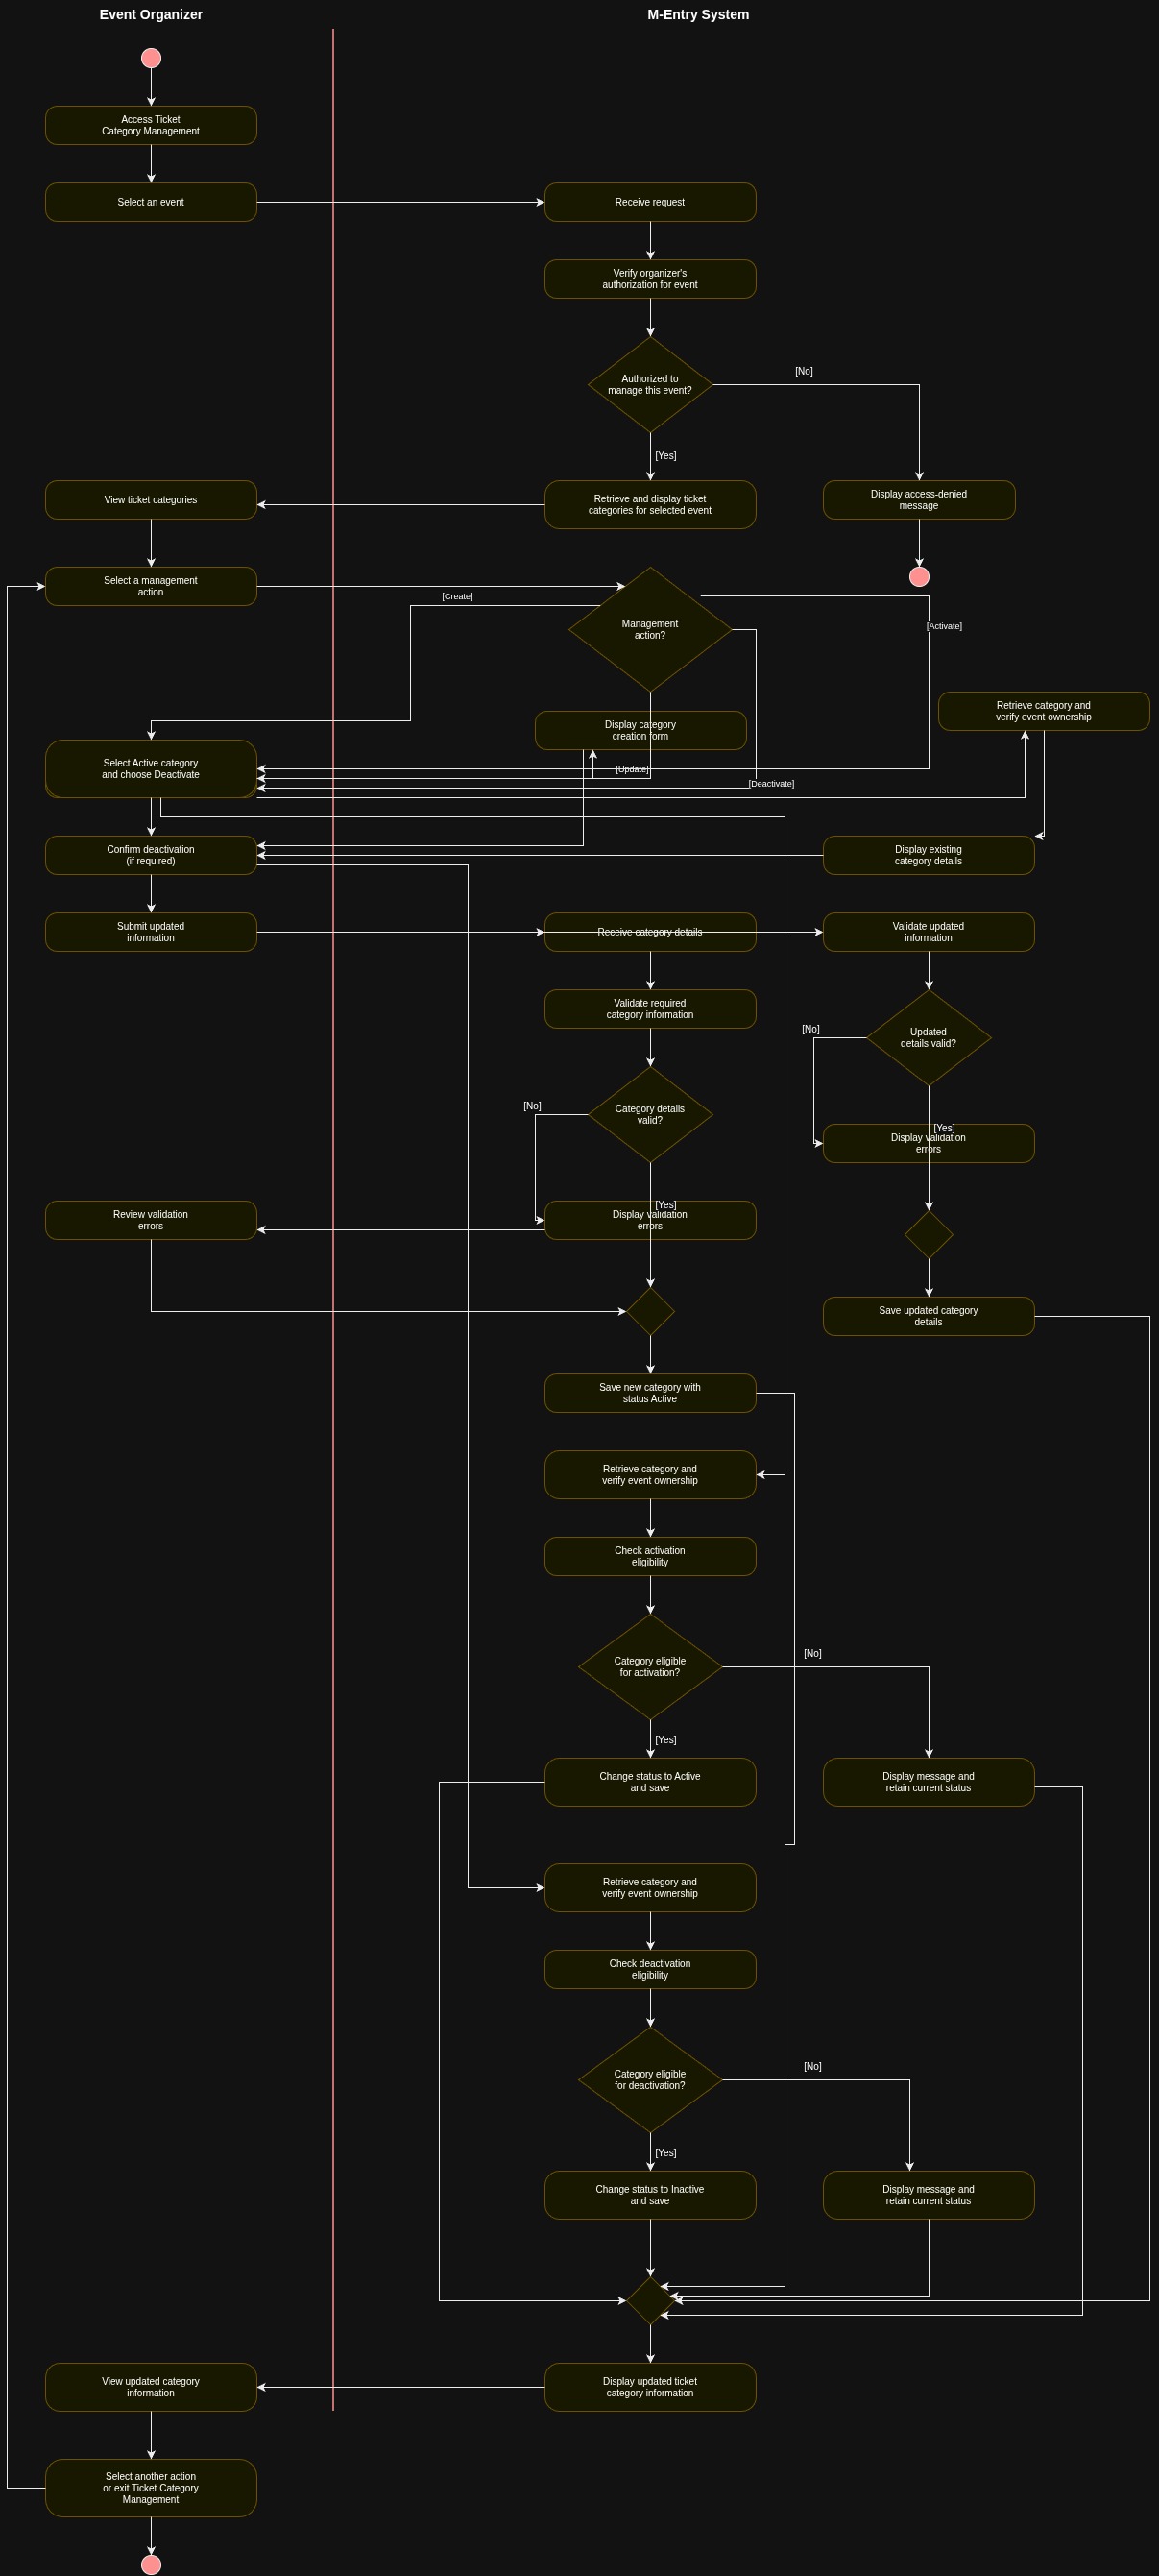 Event Organizer
M-Entry System
Access Ticket
Category Management
Select an event
Receive request
Verify organizer's
authorization for event
Authorized to
manage this event?
[No]
[Yes]
View ticket categories
Retrieve and display ticket
categories for selected event
Display access-denied
message
Select a management
action
[Create]
Management
action?
[Activate]
Retrieve category and
verify event ownership
Display category
creation form
Select Active category
and choose Deactivate
[Update]
[Deactivate]
Confirm deactivation
(if required)
Display existing
category details
Submit updated
information
Receive category details
Validate updated
information
Validate required
category information
[No]
Updated
details valid?
[No]
Category details
valid?
[Yes]
Display validation
errors
Review validation
errors
[Yes]
Display validation
errors
Save updated category
details
Save new category with
status Active
Retrieve category and
verify event ownership
Check activation
eligibility
Category eligible
for activation?
[No]
[Yes]
Change status to Active
and save
Display message and
retain current status
Retrieve category and
verify event ownership
Check deactivation
eligibility
Category eligible
for deactivation?
[No]
[Yes]
Change status to Inactive
and save
Display message and
retain current status
View updated category
information
Display updated ticket
category information
Select another action
or exit Ticket Category
Management